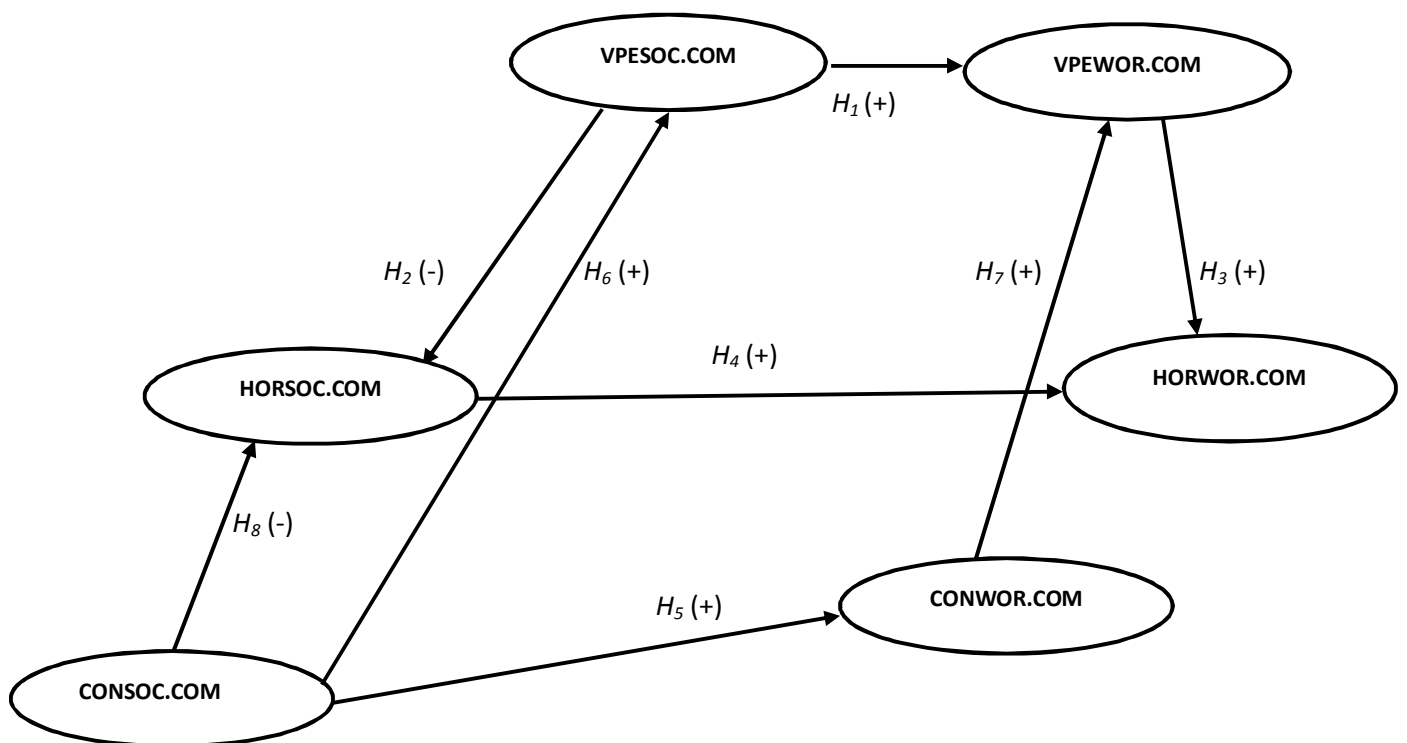 VPESOC.COM
VPEWOR.COM
H1 (+)
H2 (-)
H6 (+)
H7 (+)
H3 (+)
H4 (+)
HORSOC.COM
HORWOR.COM
H8 (-)
H5 (+)
CONWOR.COM
CONSOC.COM